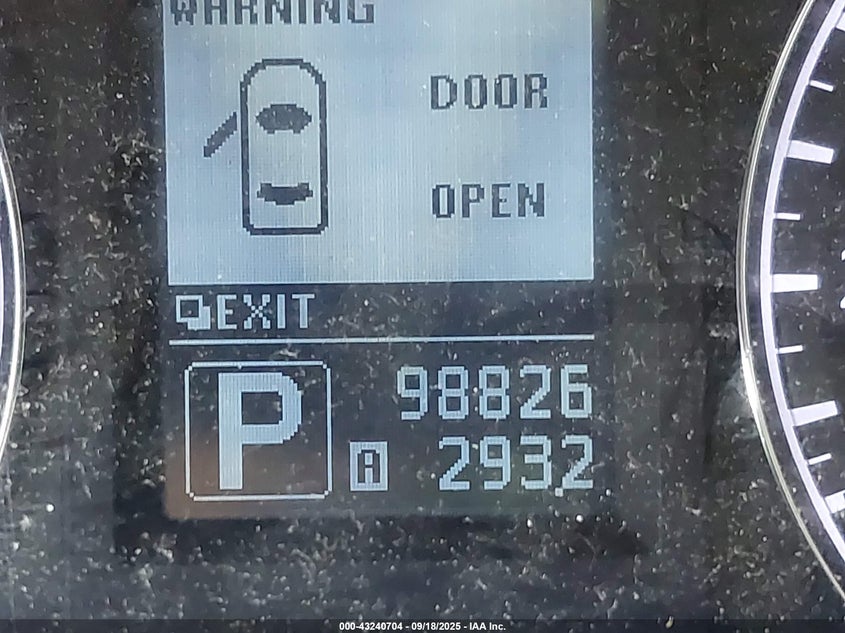 WARNING
DOOR
OPEN
EXIT
P
98826
A 293.2
000-43240704 - 09/18/2025 - IAA Inc.